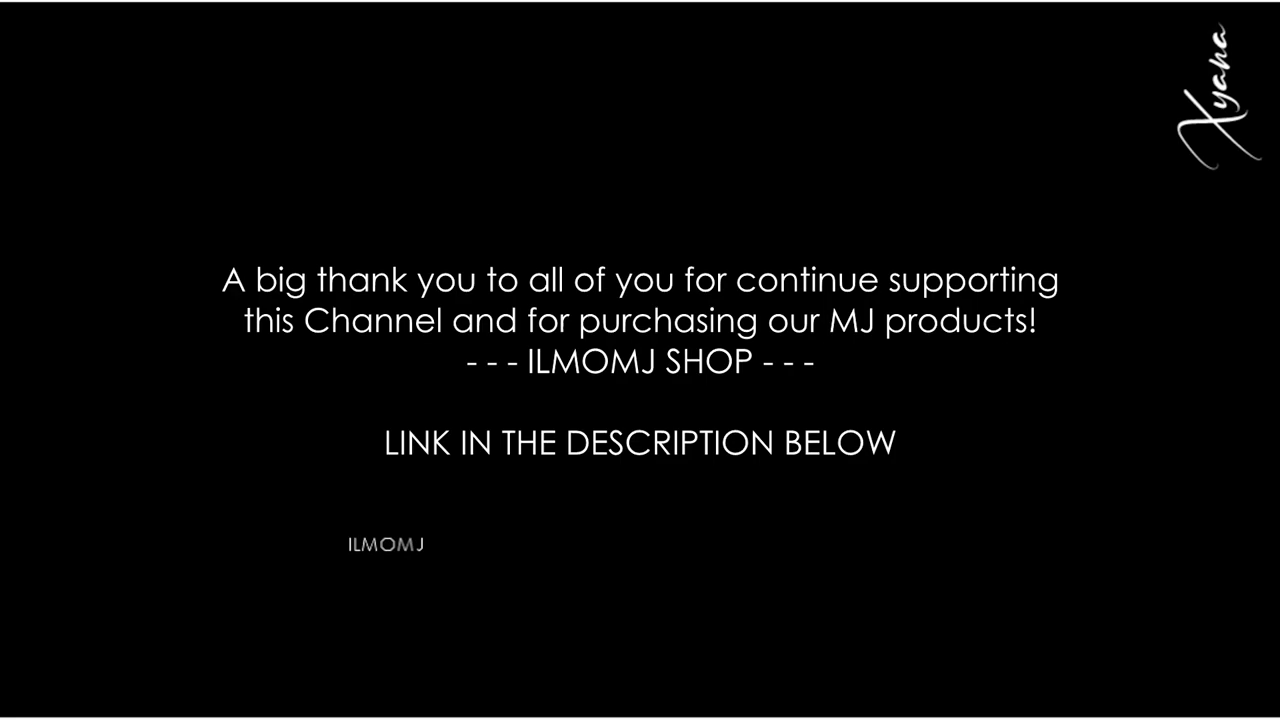 Xyana
A big thank you to all of you for continue supporting
this Channel and for purchasing our MJ products!
- - - ILMOMJ SHOP - - -
LINK IN THE DESCRIPTION BELOW
ILMOMJ